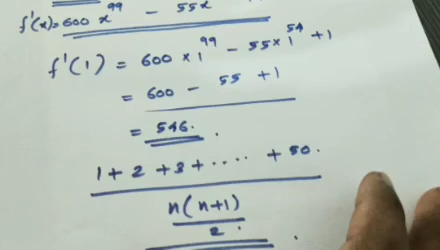 f'(x)= 600 x^99 - 55x
f'(1) = 600 × 1^99 - 55 × 1^54 + 1
= 600 - 55 + 1
= 546.
1 + 2 + 3 + .... + 50.
n(n+1)
2